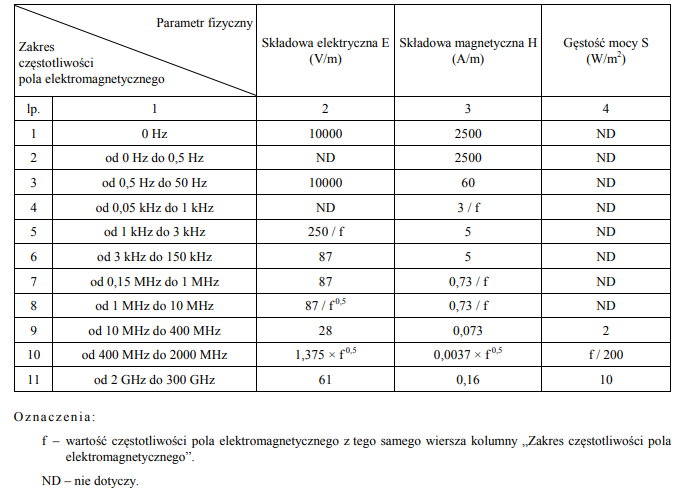 Parametr fizyczny
Zakres
częstotliwości
pola elektromagnetycznego
Składowa elektryczna E
(V/m)
Składowa magnetyczna H
(A/m)
Gęstość mocy S
(W/m²)
lp. 1 2 3 4
1 0 Hz 10000 2500 ND
2 od 0 Hz do 0,5 Hz ND 2500 ND
3 od 0,5 Hz do 50 Hz 10000 60 ND
4 od 0,05 kHz do 1 kHz ND 3 / f ND
5 od 1 kHz do 3 kHz 250 / f 5 ND
6 od 3 kHz do 150 kHz 87 5 ND
7 od 0,15 MHz do 1 MHz 87 0,73 / f ND
8 od 1 MHz do 10 MHz 87 / f⁰,⁵ 0,73 / f ND
9 od 10 MHz do 400 MHz 28 0,073 2
10 od 400 MHz do 2000 MHz 1,375 × f⁰,⁵ 0,0037 × f⁰,⁵ f / 200
11 od 2 GHz do 300 GHz 61 0,16 10
Oznaczenia:
f – wartość częstotliwości pola elektromagnetycznego z tego samego wiersza kolumny „Zakres częstotliwości pola
elektromagnetycznego”.
ND – nie dotyczy.